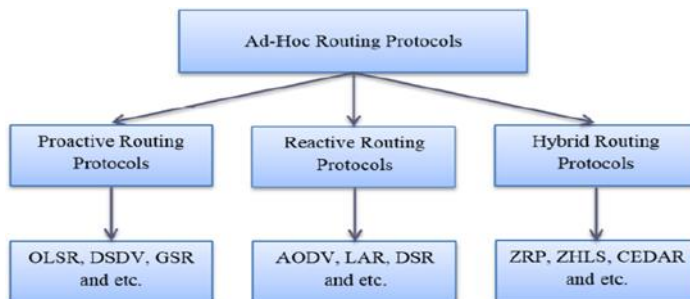 Ad-Hoc Routing Protocols
Proactive Routing
Protocols
Reactive Routing
Protocols
Hybrid Routing
Protocols
OLSR, DSDV, GSR
and etc.
AODV, LAR, DSR
and etc.
ZRP, ZHLS, CEDAR
and etc.